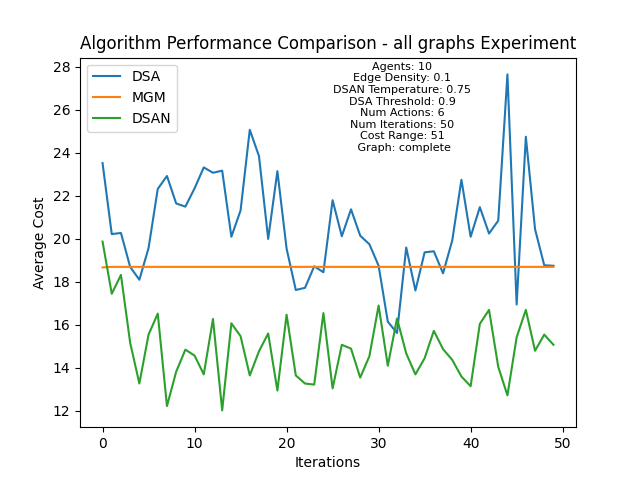 Algorithm Performance Comparison - all graphs Experiment
DSA
MGM
DSAN
Agents: 10
Edge Density: 0.1
DSAN Temperature: 0.75
DSA Threshold: 0.9
Num Actions: 6
Num Iterations: 50
Cost Range: 51
Graph: complete
Average Cost
28
26
24
22
20
18
16
14
12
0 10 20 30 40 50
Iterations